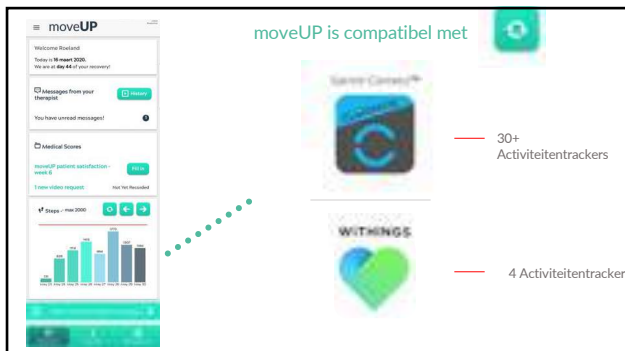 moveUP
Welcome Roeland
Today is 16 maart 2020.
We are at day 44 of your recovery!
Messages from your
therapist
History
You have unread messages!
Medical Scores
moveUP patient satisfaction -
week 6
Fill in
1 new video request
Not Yet Recorded
Steps - max 2000
moveUP is compatibel met
Garmin Connect™
30+
Activiteitentrackers
WITHINGS
4 Activiteitentracker